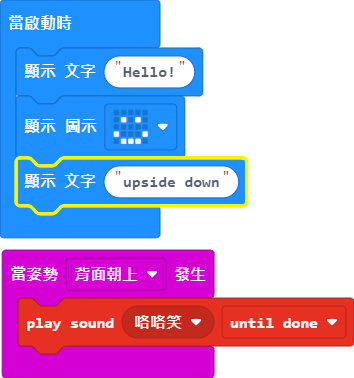 當啟動時
顯示 文字 "Hello!"
顯示 圖示
顯示 文字 "upside down"
當姿勢 背面朝上 發生
play sound 咯咯笑 until done